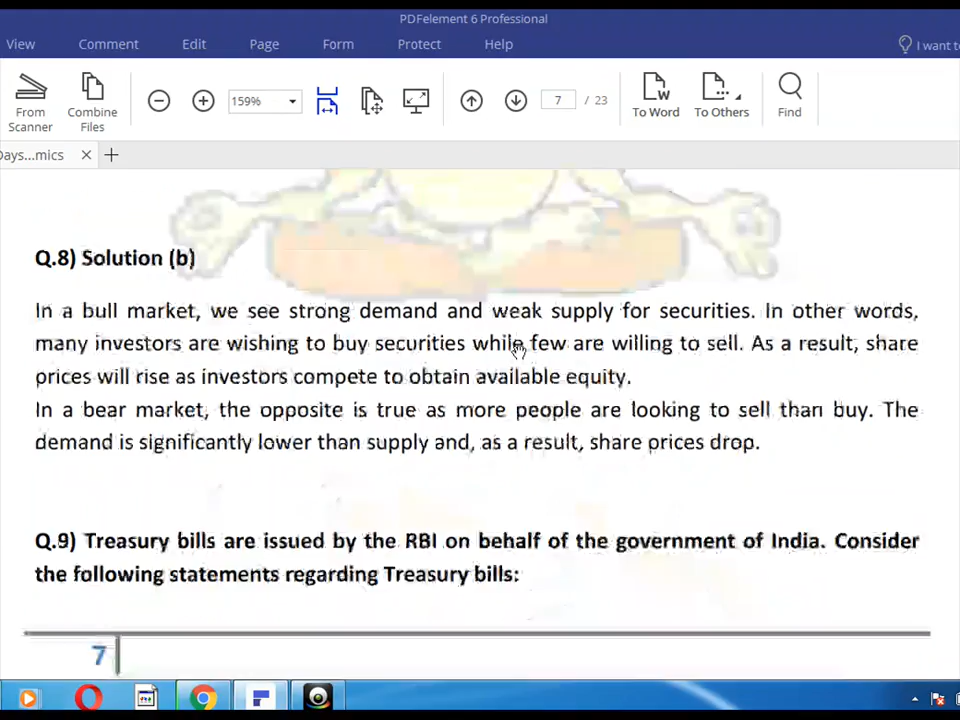 PDFelement 6 Professional
View Comment Edit Page Form Protect Help I want to
From Scanner
Combine Files
159%
7 / 23
To Word
To Others
Find
Days...mics
Q.8) Solution (b)
In a bull market, we see strong demand and weak supply for securities. In other words,
many investors are wishing to buy securities while few are willing to sell. As a result, share
prices will rise as investors compete to obtain available equity.
In a bear market, the opposite is true as more people are looking to sell than buy. The
demand is significantly lower than supply and, as a result, share prices drop.
Q.9) Treasury bills are issued by the RBI on behalf of the government of India. Consider
the following statements regarding Treasury bills:
7